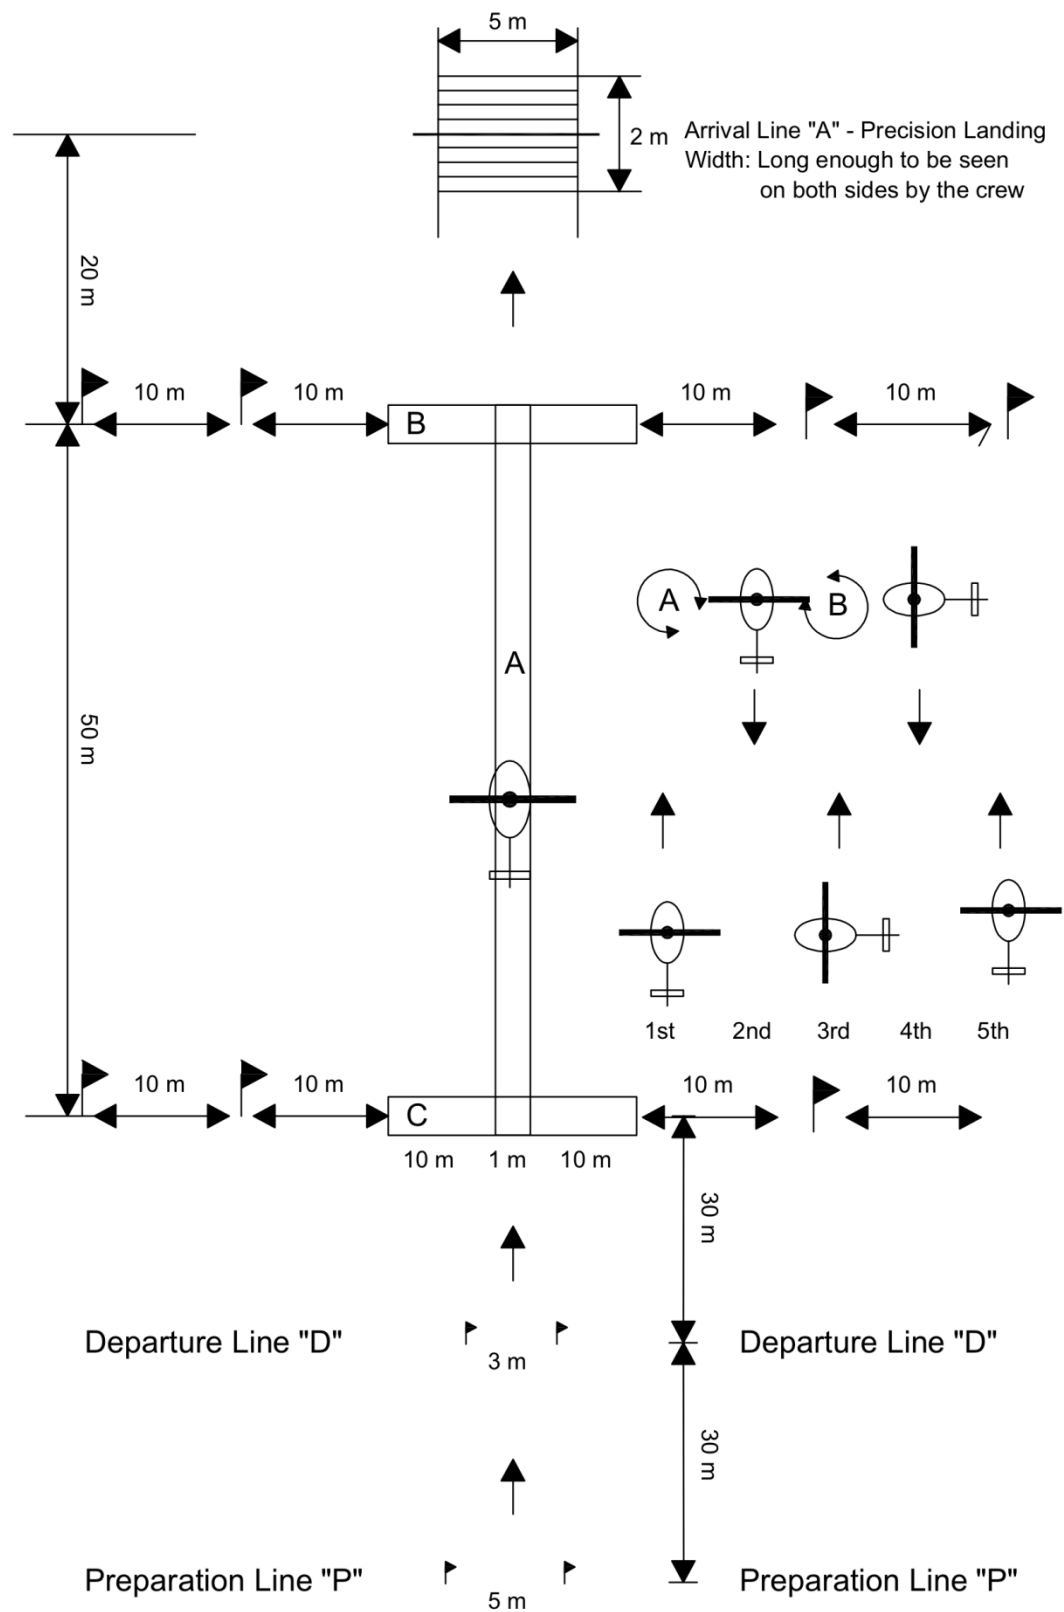 5 m
2 m
Arrival Line "A" - Precision Landing
Width: Long enough to be seen
on both sides by the crew
20 m
10 m
10 m
10 m
10 m
B
A
B
A
50 m
1st
2nd
3rd
4th
5th
10 m
10 m
10 m
10 m
C
10 m
1 m
10 m
30 m
Departure Line "D"
3 m
Departure Line "D"
30 m
Preparation Line "P"
5 m
Preparation Line "P"